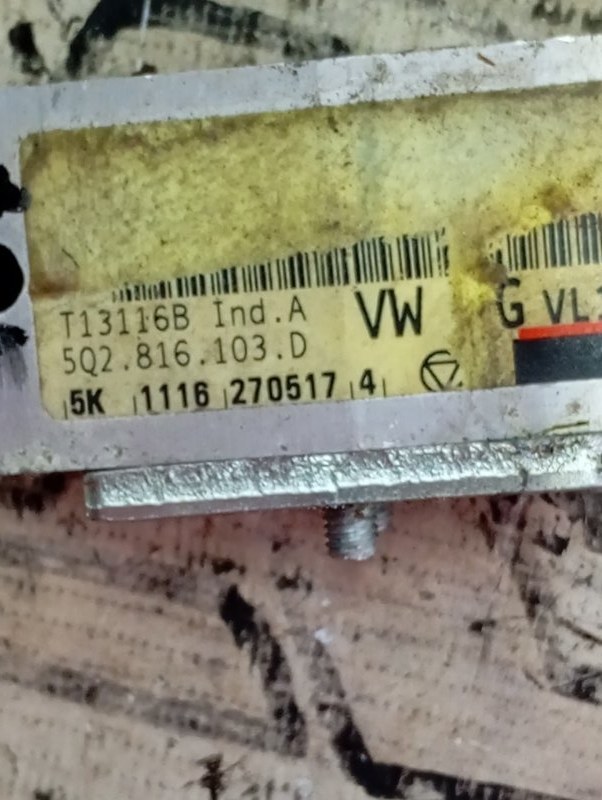 T13116B Ind.A VW G VL
5Q2.816.103.D
5K 1116 270517 4